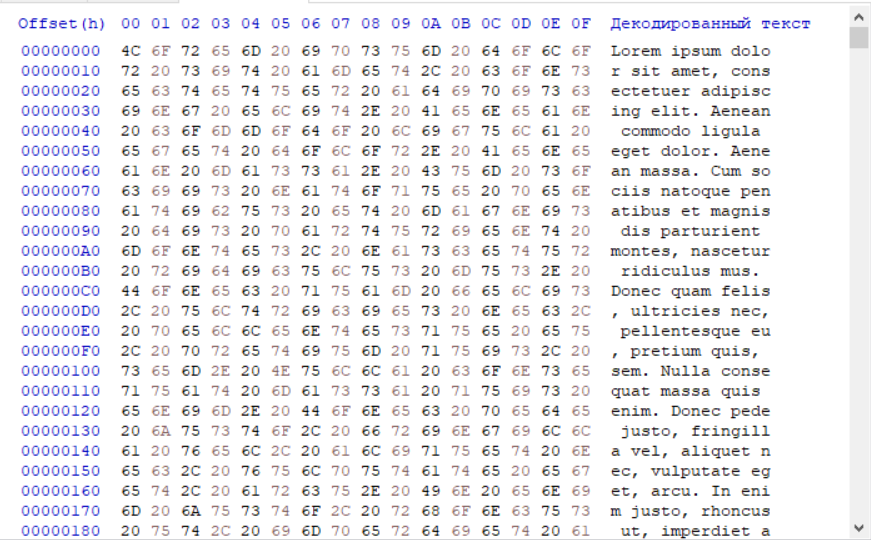 Offset(h) 00 01 02 03 04 05 06 07 08 09 0A 0B 0C 0D 0E 0F Декодированный текст
00000000 4C 6F 72 65 6D 20 69 70 73 75 6D 20 64 6F 6C 6F Lorem ipsum dolo
00000010 72 20 73 69 74 20 61 6D 65 74 2C 20 63 6F 6E 73 r sit amet, cons
00000020 65 63 74 65 74 75 65 72 20 61 64 69 70 69 73 63 ectetuer adipisc
00000030 69 6E 67 20 65 6C 69 74 2E 20 41 65 6E 65 61 6E ing elit. Aenean
00000040 20 63 6F 6D 6D 6F 64 6F 20 6C 69 67 75 6C 61 20 commodo ligula
00000050 65 67 65 74 20 64 6F 6C 6F 72 2E 20 41 65 6E 65 eget dolor. Aene
00000060 61 6E 20 6D 61 73 73 61 2E 20 43 75 6D 20 73 6F an massa. Cum so
00000070 63 69 69 73 20 6E 61 74 6F 71 75 65 20 70 65 6E ciis natoque pen
00000080 61 74 69 62 75 73 20 65 74 20 6D 61 67 6E 69 73 atibus et magnis
00000090 20 64 69 73 20 70 61 72 74 75 72 69 65 6E 74 20 dis parturient
000000A0 6D 6F 6E 74 65 73 2C 20 6E 61 73 63 65 74 75 72 montes, nascetur
000000B0 20 72 69 64 69 63 75 6C 75 73 20 6D 75 73 2E 20 ridiculus mus.
000000C0 44 6F 6E 65 63 20 71 75 61 6D 20 66 65 6C 69 73 Donec quam felis
000000D0 2C 20 75 6C 74 72 69 63 69 65 73 20 6E 65 63 2C , ultricies nec,
000000E0 20 70 65 6C 6C 65 6E 74 65 73 71 75 65 20 65 75 pellentesque eu
000000F0 2C 20 70 72 65 74 69 75 6D 20 71 75 69 73 2C 20 , pretium quis,
00000100 73 65 6D 2E 20 4E 75 6C 6C 61 20 63 6F 6E 73 65 sem. Nulla conse
00000110 71 75 61 74 20 6D 61 73 73 61 20 71 75 69 73 20 quat massa quis
00000120 65 6E 69 6D 2E 20 44 6F 6E 65 63 20 70 65 64 65 enim. Donec pede
00000130 20 6A 75 73 74 6F 2C 20 66 72 69 6E 67 69 6C 6C justo, fringill
00000140 61 20 76 65 6C 2C 20 61 6C 69 71 75 65 74 20 6E a vel, aliquet n
00000150 65 63 2C 20 76 75 6C 70 75 74 61 74 65 20 65 67 ec, vulputate eg
00000160 65 74 2C 20 61 72 63 75 2E 20 49 6E 20 65 6E 69 et, arcu. In eni
00000170 6D 20 6A 75 73 74 6F 2C 20 72 68 6F 6E 63 75 73 m justo, rhoncus
00000180 20 75 74 2C 20 69 6D 70 65 72 64 69 65 74 20 61 ut, imperdiet a